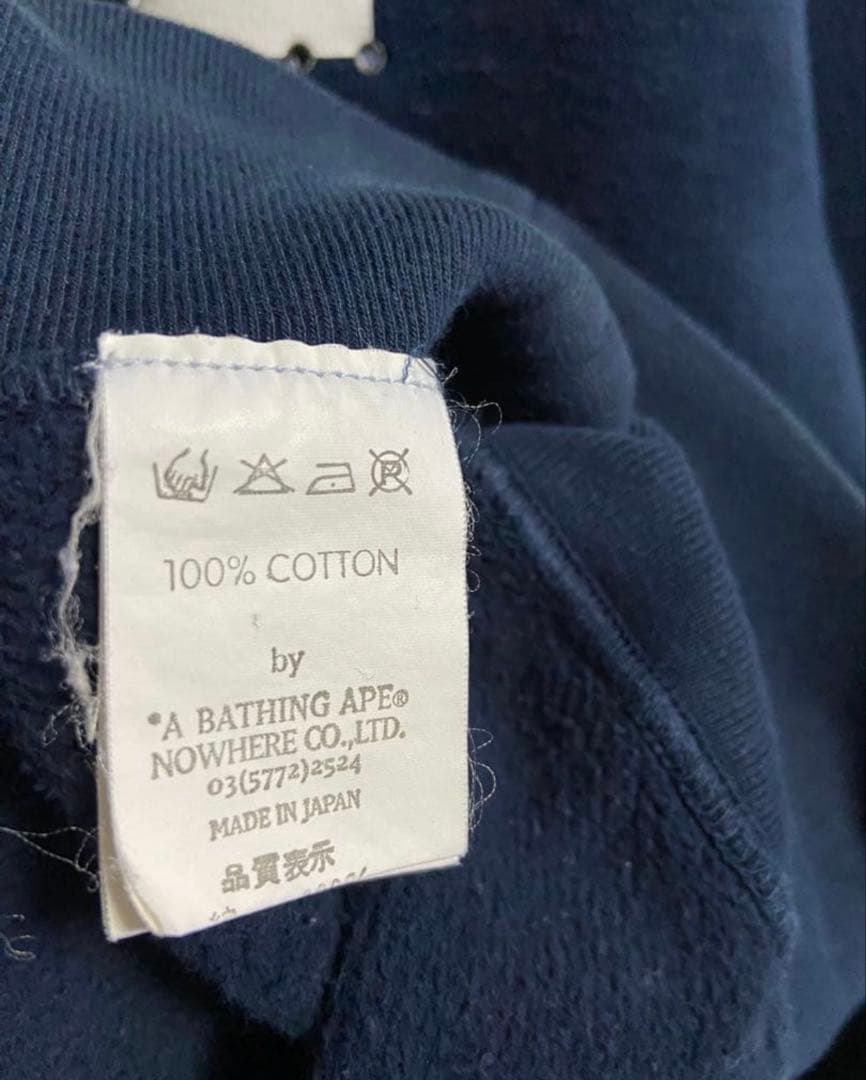 100% COTTON
by
*A BATHING APE®
NOWHERE CO.,LTD.
03(5772)2524
MADE IN JAPAN
品質表示